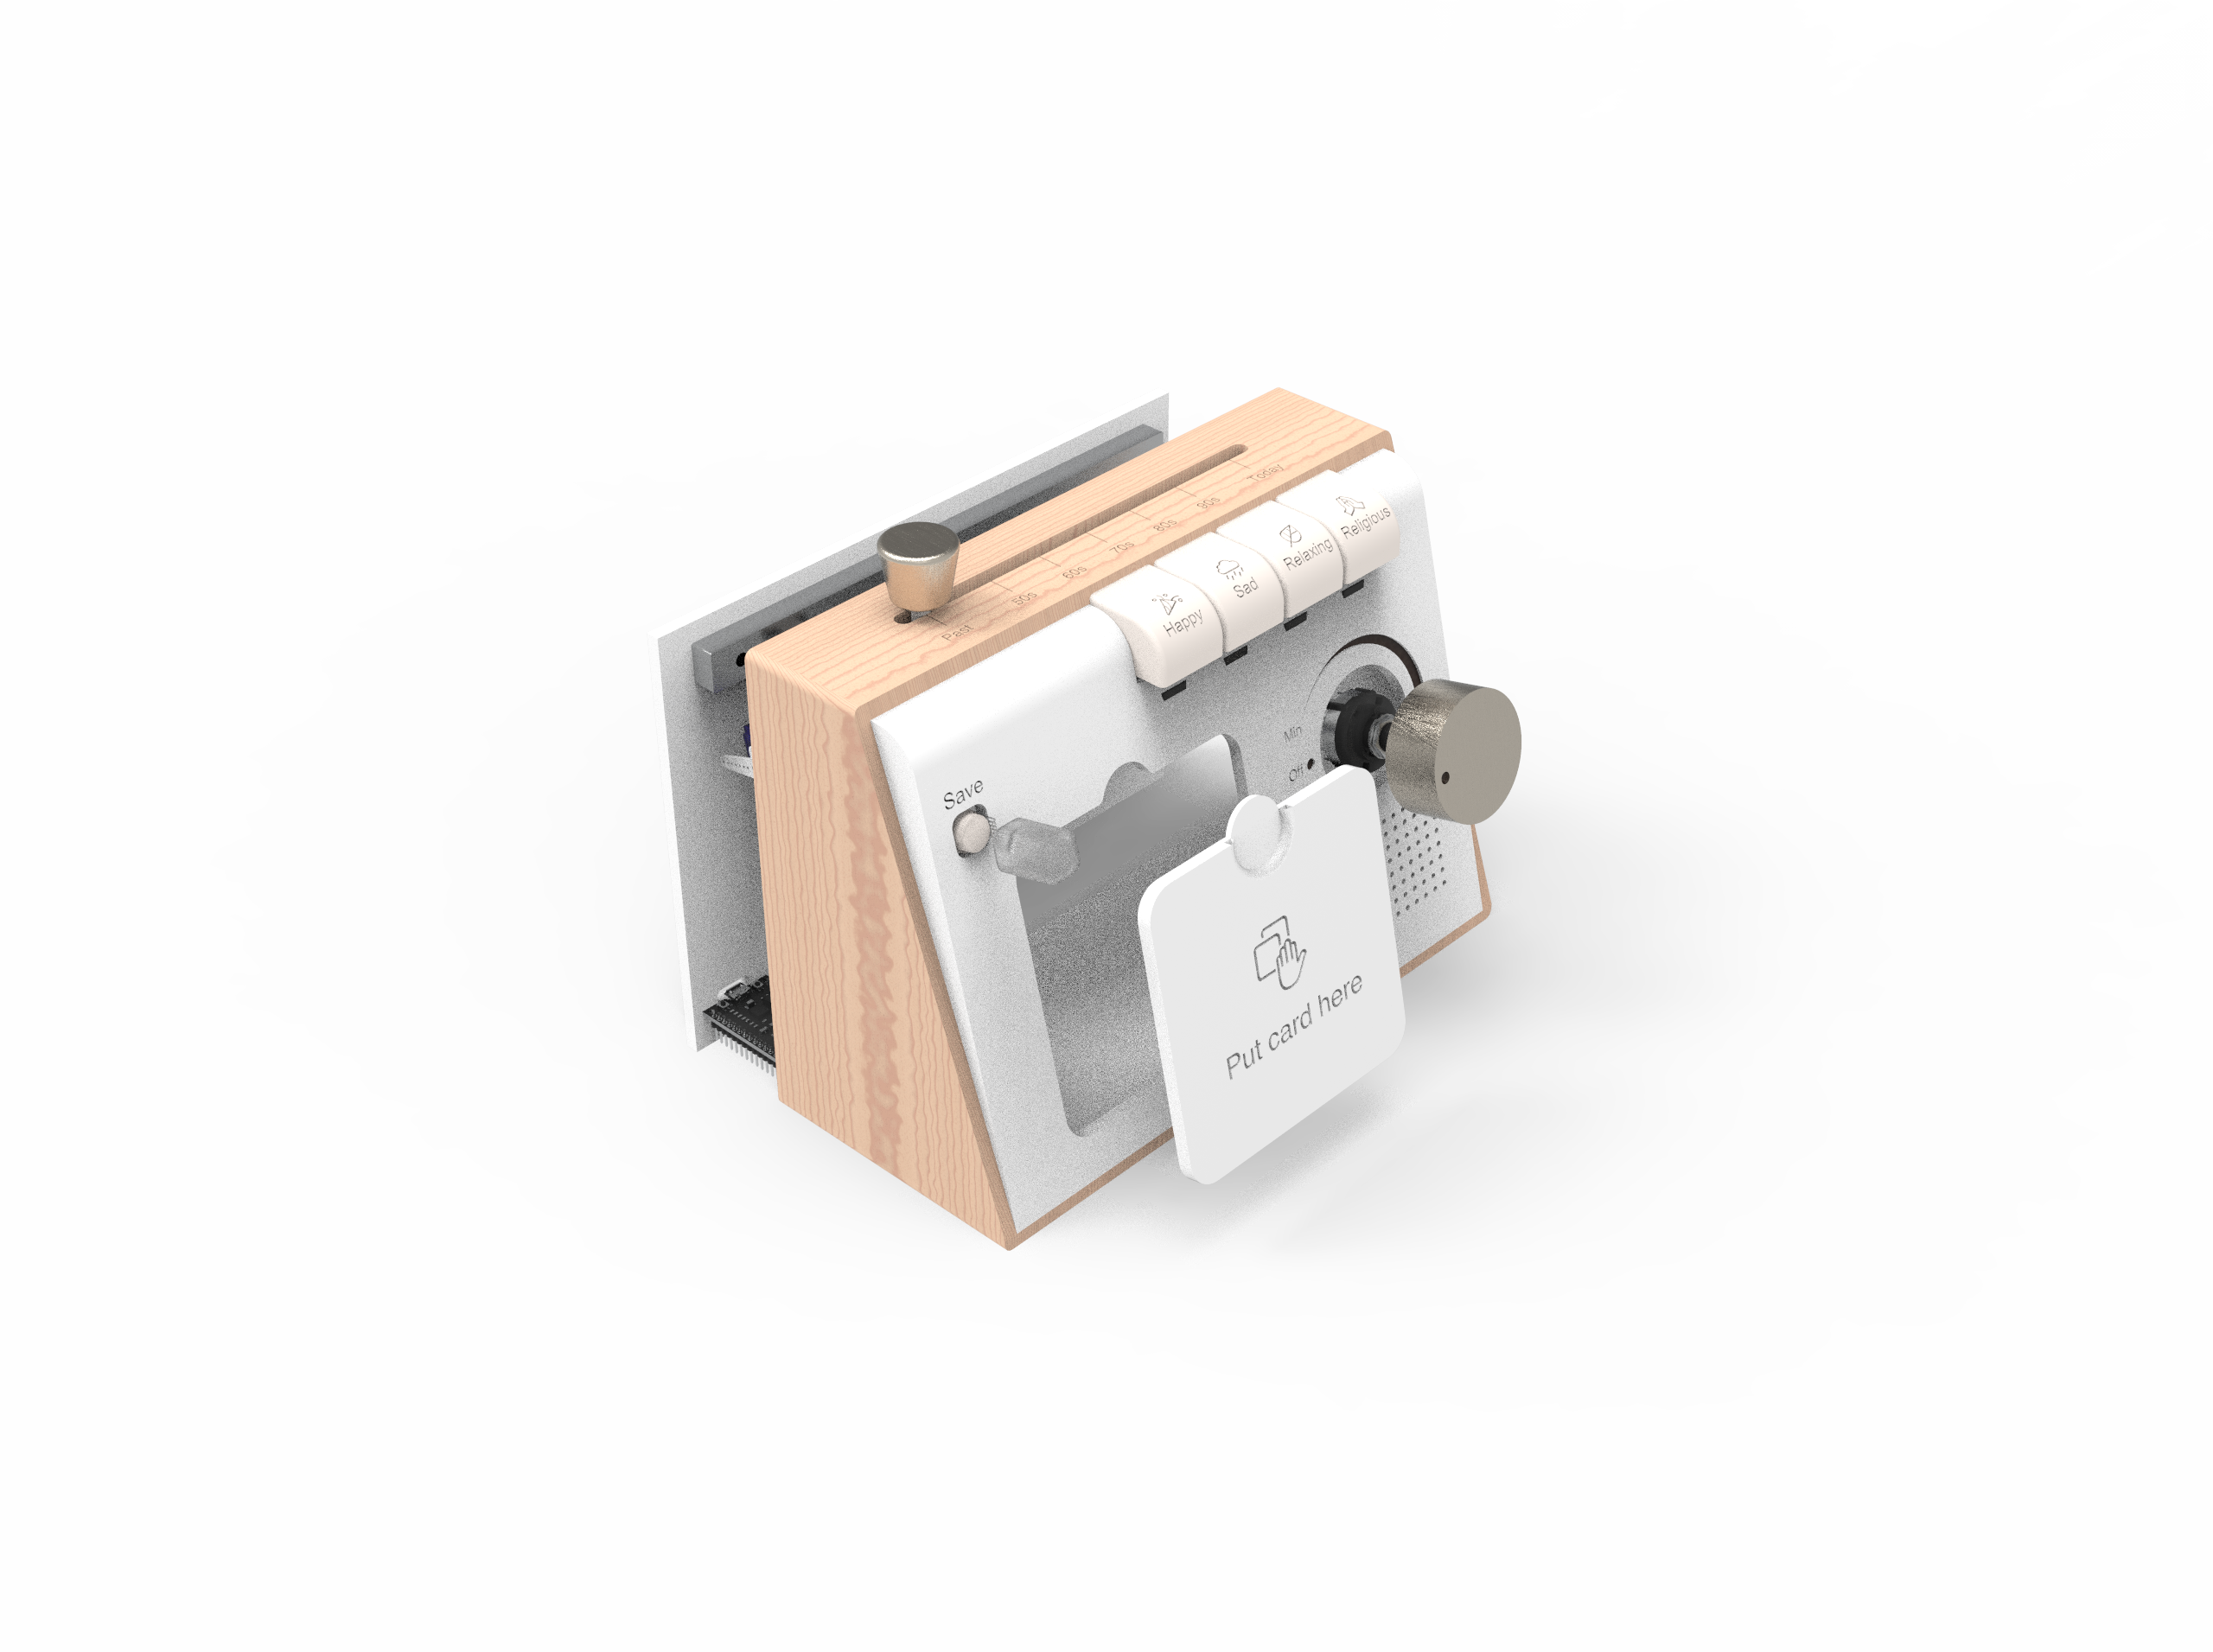 Past
50s
60s
70s
80s
90s
Today
Happy
Sad
Relaxing
Religious
Save
Min
Off
Put card here